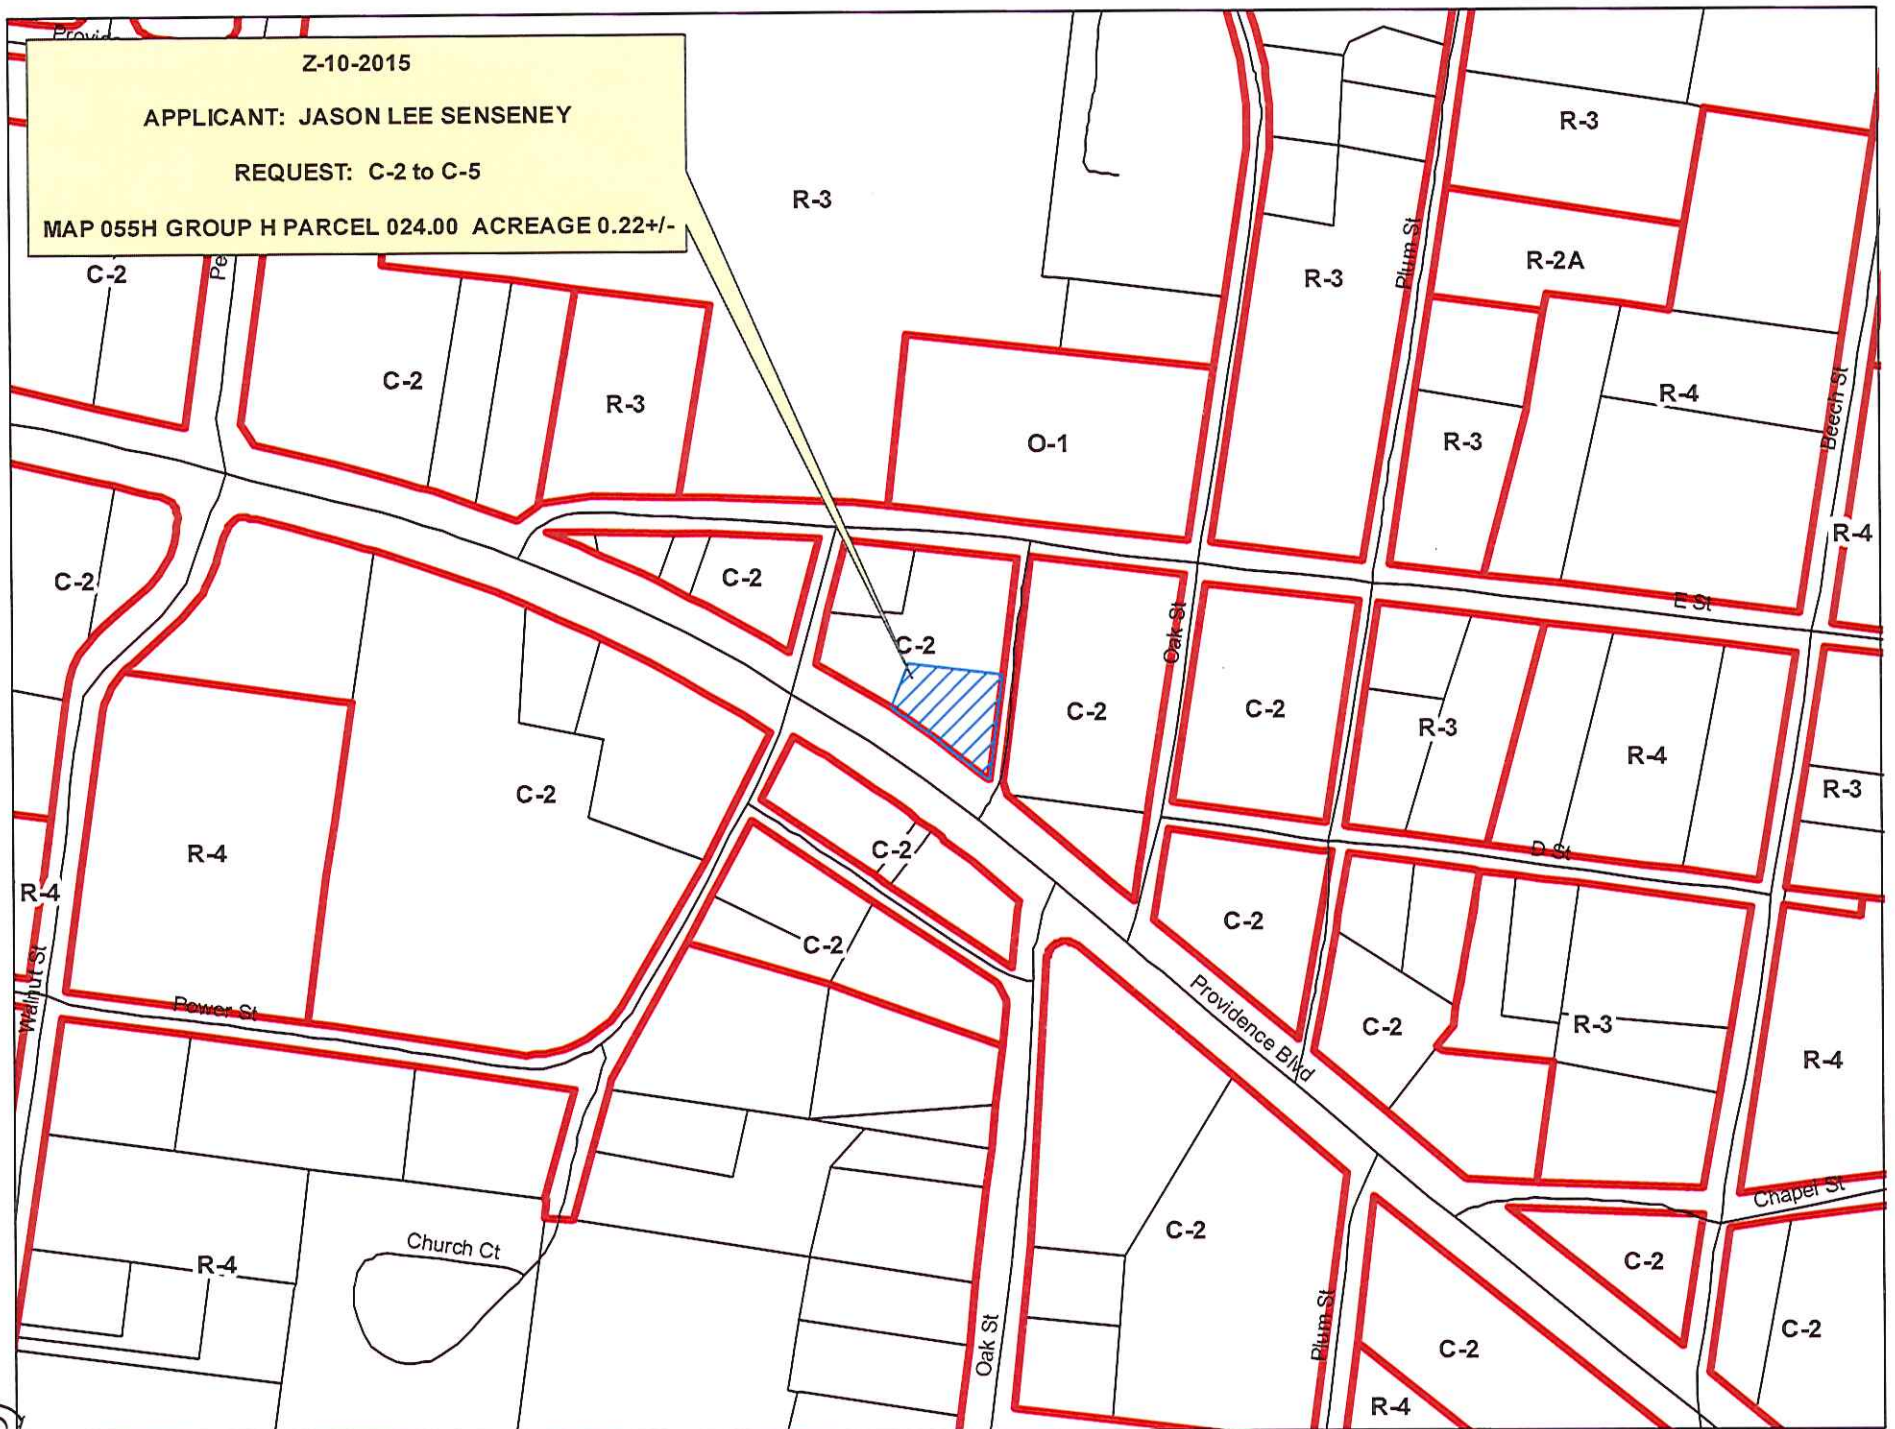 Z-10-2015
APPLICANT: JASON LEE SENSENEY
REQUEST: C-2 to C-5
MAP 055H GROUP H PARCEL 024.00 ACREAGE 0.22+/-
R-3
R-3
R-3
Plum St
R-2A
C-2
C-2
R-3
R-4
Beech St
O-1
R-3
R-4
C-2
C-2
E St
C-2
Oak St
C-2
C-2
R-3
R-4
C-2
R-3
R-4
C-2
D St
R-4
C-2
C-2
Walnut St
Power St
Providence Blvd
C-2
R-3
R-4
Church Ct
R-4
C-2
Chapel St
C-2
Oak St
Plum St
C-2
C-2
R-4